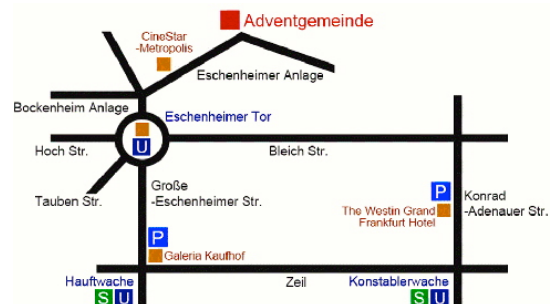 Adventgemeinde
CineStar
-Metropolis
Eschenheimer Anlage
Bockenheim Anlage
Eschenheimer Tor
U
Hoch Str.
Bleich Str.
Tauben Str.
Große
-Eschenheimer Str.
P
Konrad
-Adenauer Str.
The Westin Grand
Frankfurt Hotel
P
Galeria Kaufhof
Hauftwache
Zeil
Konstablerwache
S U
S U